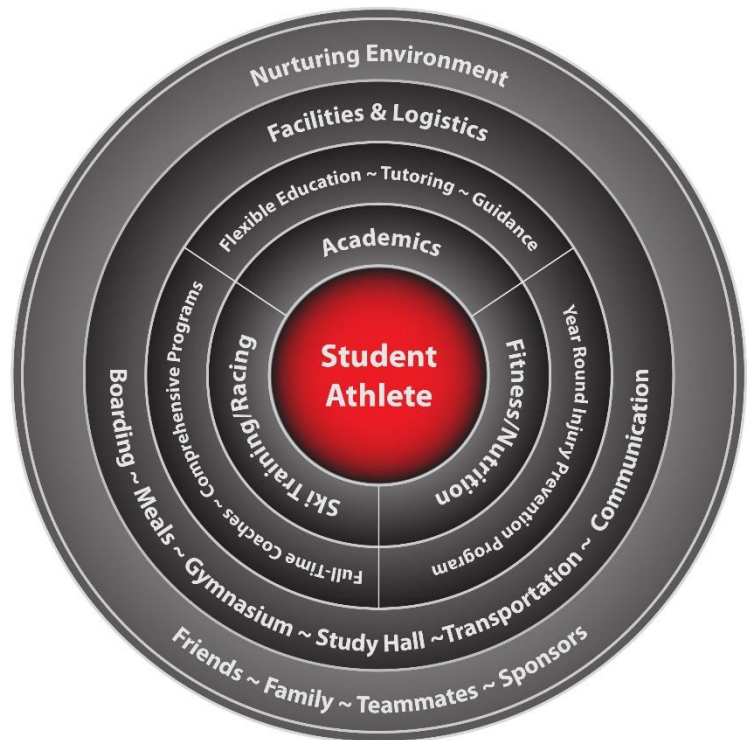 Nurturing Environment
Facilities & Logistics
Flexible Education ~ Tutoring ~ Guidance
Academics
Student
Athlete
Ski Training/Racing
Fitness/Nutrition
Full-Time Coaches ~ Comprehensive Programs
Year Round Injury Prevention Program
Boarding ~ Meals ~ Gymnasium ~ Study Hall ~Transportation ~ Communication
Friends ~ Family ~ Teammates ~ Sponsors